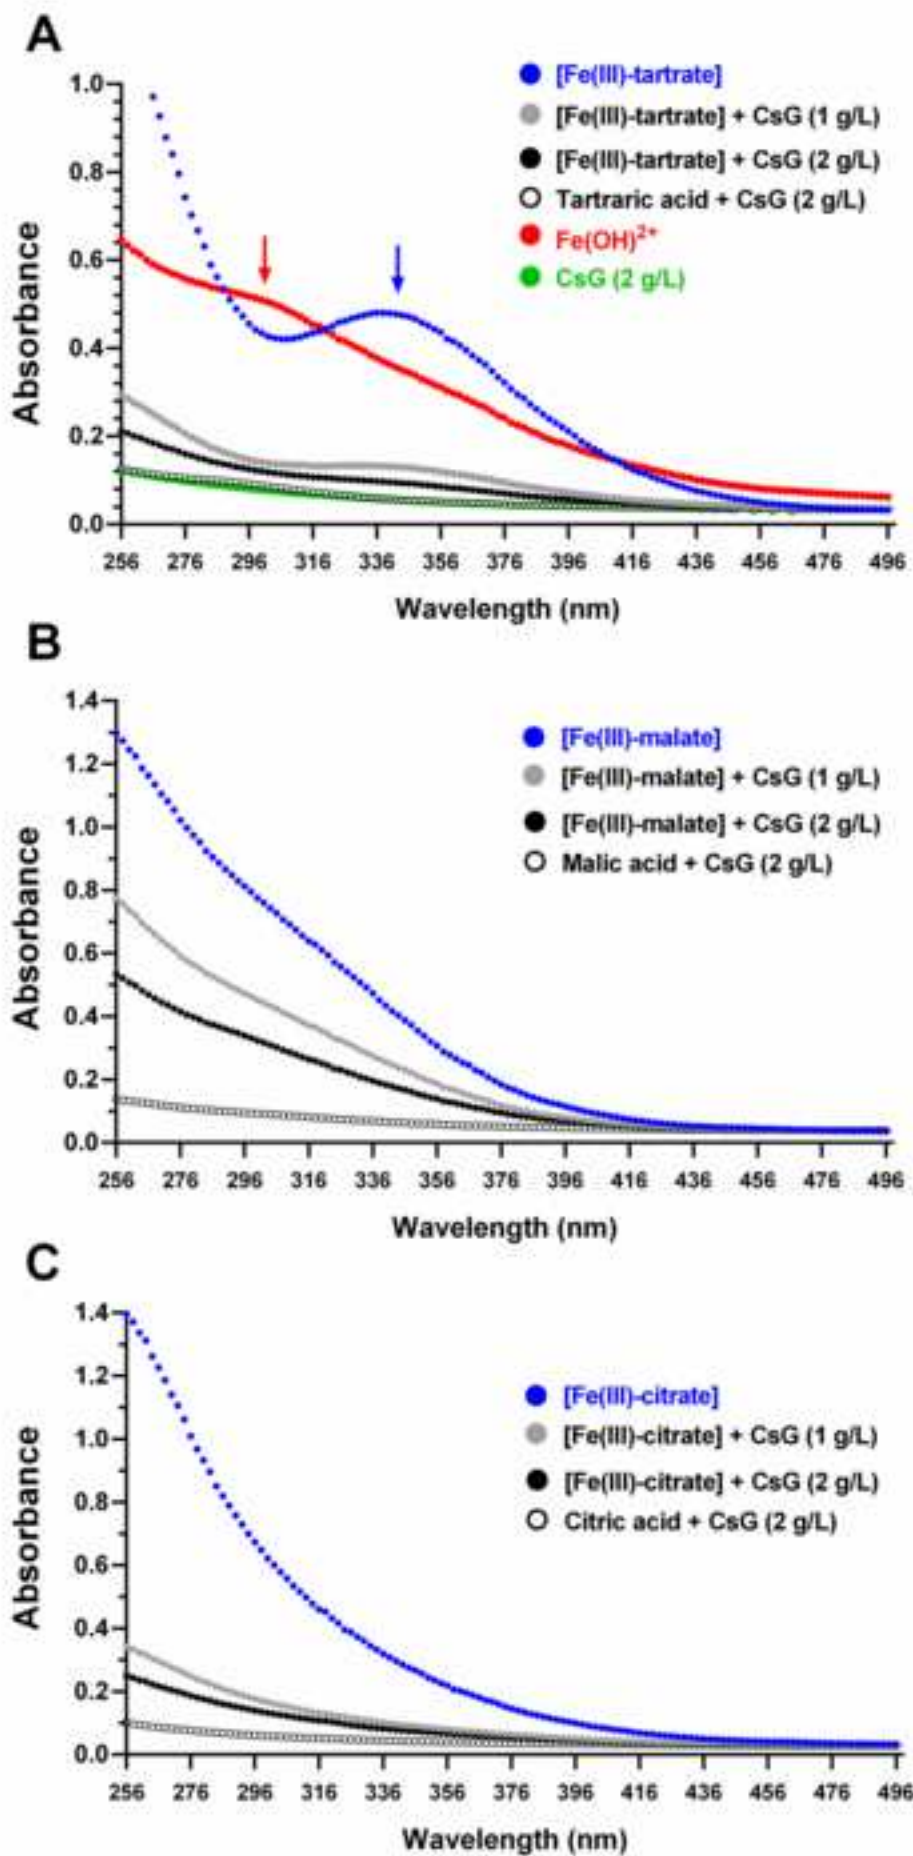 A
[Fe(III)-tartrate]
[Fe(III)-tartrate] + CsG (1 g/L)
[Fe(III)-tartrate] + CsG (2 g/L)
Tartraric acid + CsG (2 g/L)
Fe(OH)²⁺
CsG (2 g/L)
1.0
0.8
0.6
0.4
0.2
0.0
Absorbance
256 276 296 316 336 356 376 396 416 436 456 476 496
Wavelength (nm)
B
[Fe(III)-malate]
[Fe(III)-malate] + CsG (1 g/L)
[Fe(III)-malate] + CsG (2 g/L)
Malic acid + CsG (2 g/L)
1.4
1.2
1.0
0.8
0.6
0.4
0.2
0.0
Absorbance
256 276 296 316 336 356 376 396 416 436 456 476 496
Wavelength (nm)
C
[Fe(III)-citrate]
[Fe(III)-citrate] + CsG (1 g/L)
[Fe(III)-citrate] + CsG (2 g/L)
Citric acid + CsG (2 g/L)
1.4
1.2
1.0
0.8
0.6
0.4
0.2
0.0
Absorbance
256 276 296 316 336 356 376 396 416 436 456 476 496
Wavelength (nm)